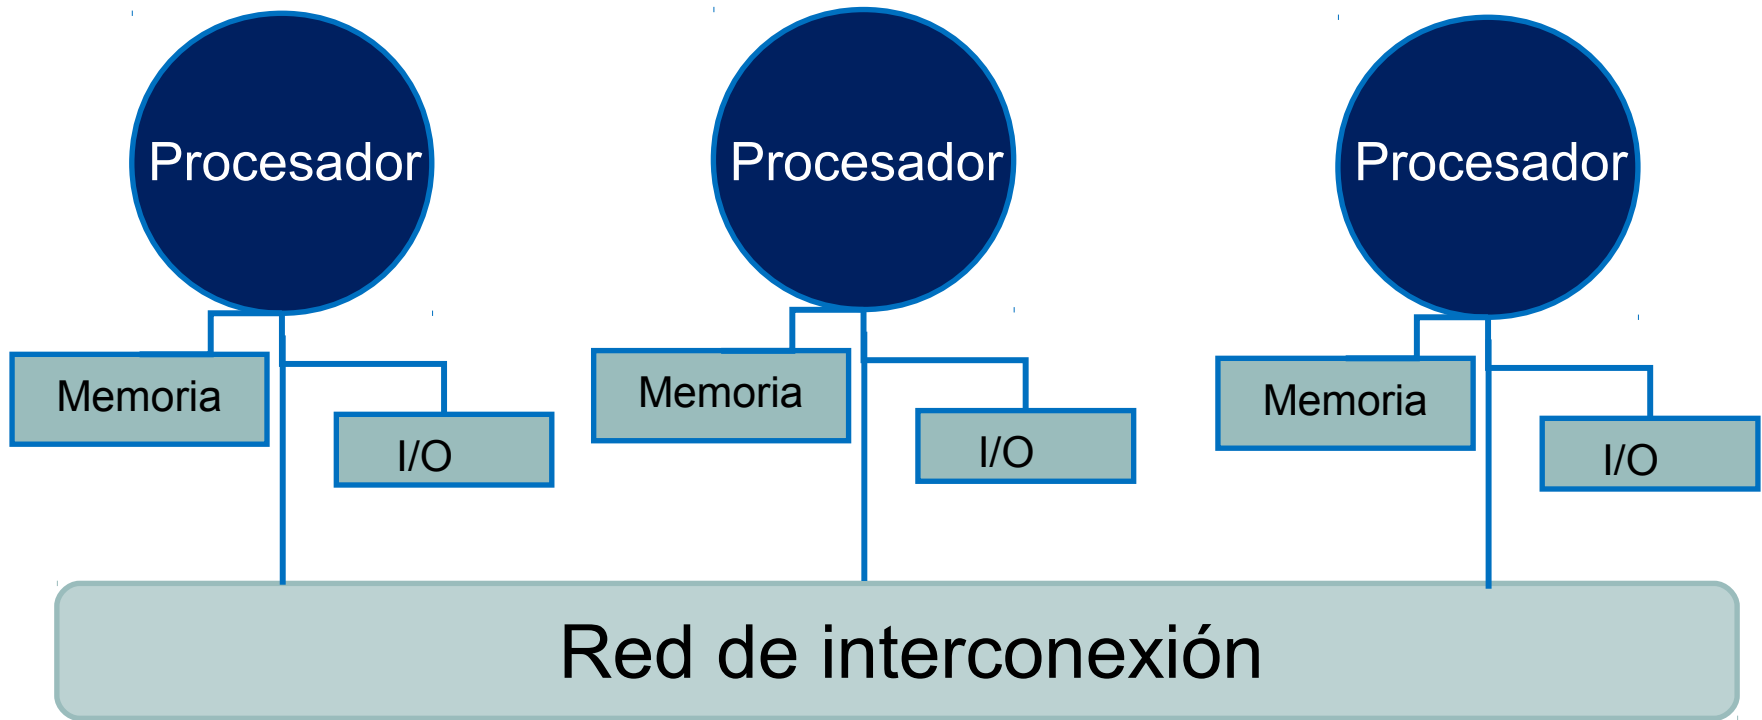 Procesador
Procesador
Procesador
Memoria
I/O
Memoria
I/O
Memoria
I/O
Red de interconexión